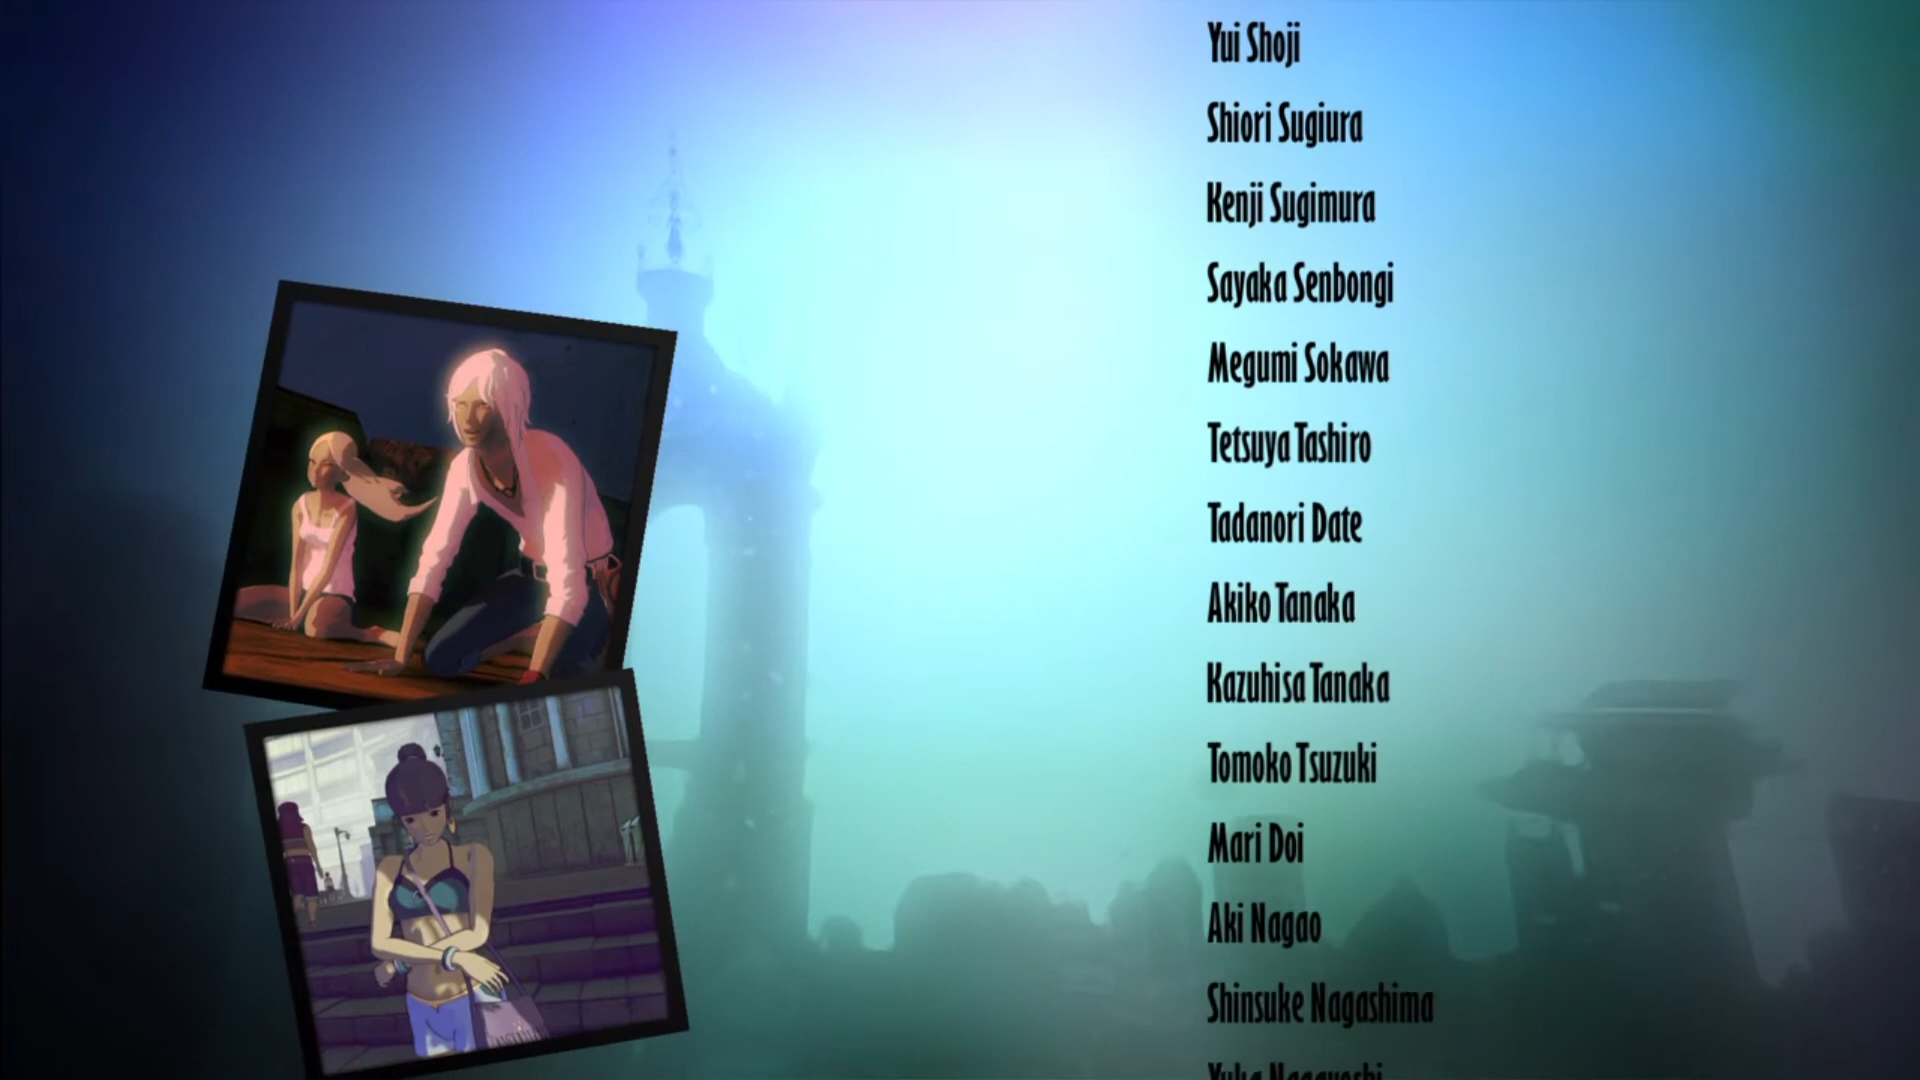 Yui Shoji
Shiori Sugiura
Kenji Sugimura
Sayaka Senbongi
Megumi Sokawa
Tetsuya Tashiro
Tadanori Date
Akiko Tanaka
Kazuhisa Tanaka
Tomoko Tsuzuki
Mari Doi
Aki Nagao
Shinsuke Nagashima